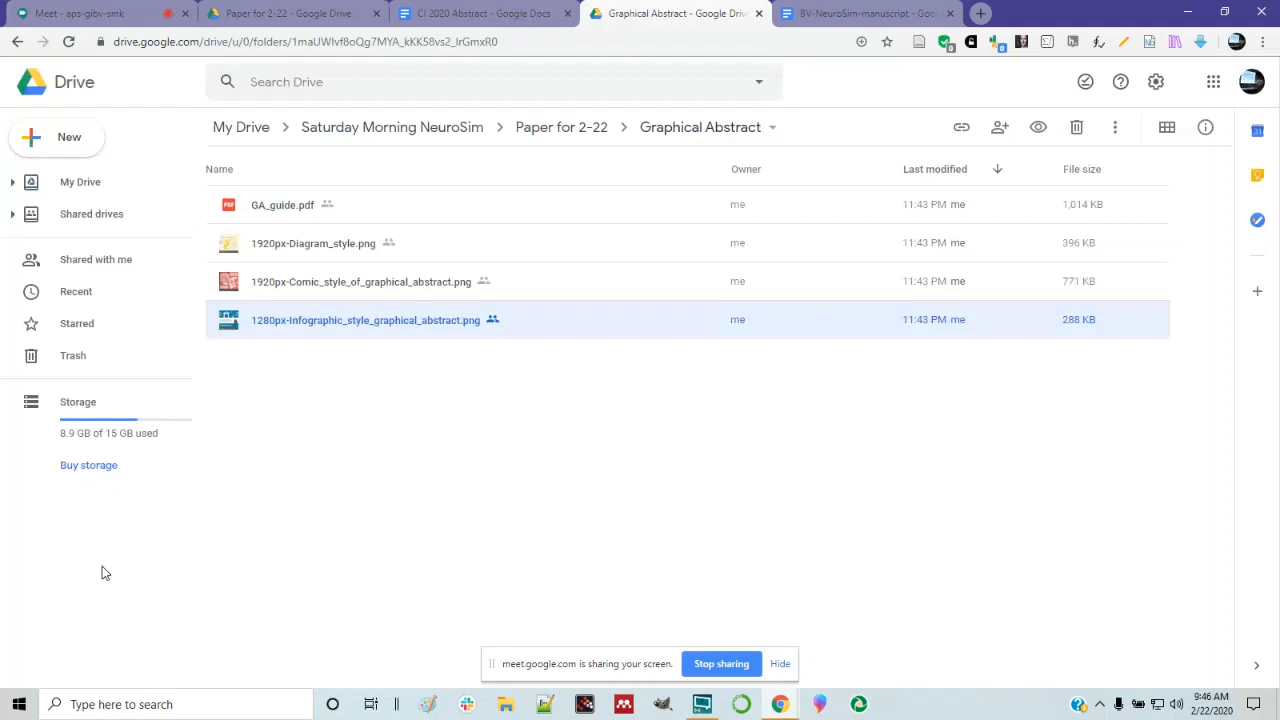 Meet - aps-gibv-smk
Paper for 2-22 - Google Drive
CI 2020 Abstract - Google Docs
Graphical Abstract - Google Driv
BV-NeuroSim-manuscript - Google
drive.google.com/drive/u/0/folders/1maUWlvf8oQg7MYA_kKK58vs2_lrGmxR0
Drive
Search Drive
New
My Drive > Saturday Morning NeuroSim > Paper for 2-22 > Graphical Abstract
Name Owner Last modified File size
My Drive
Shared drives
Shared with me
Recent
Starred
Trash
Storage
8.9 GB of 15 GB used
Buy storage
PDF GA_guide.pdf me 11:43 PM me 1,014 KB
1920px-Diagram_style.png me 11:43 PM me 396 KB
1920px-Comic_style_of_graphical_abstract.png me 11:43 PM me 771 KB
1280px-Infographic_style_graphical_abstract.png me 11:43 PM me 288 KB
meet.google.com is sharing your screen. Stop sharing Hide
Type here to search
9:46 AM
2/22/2020